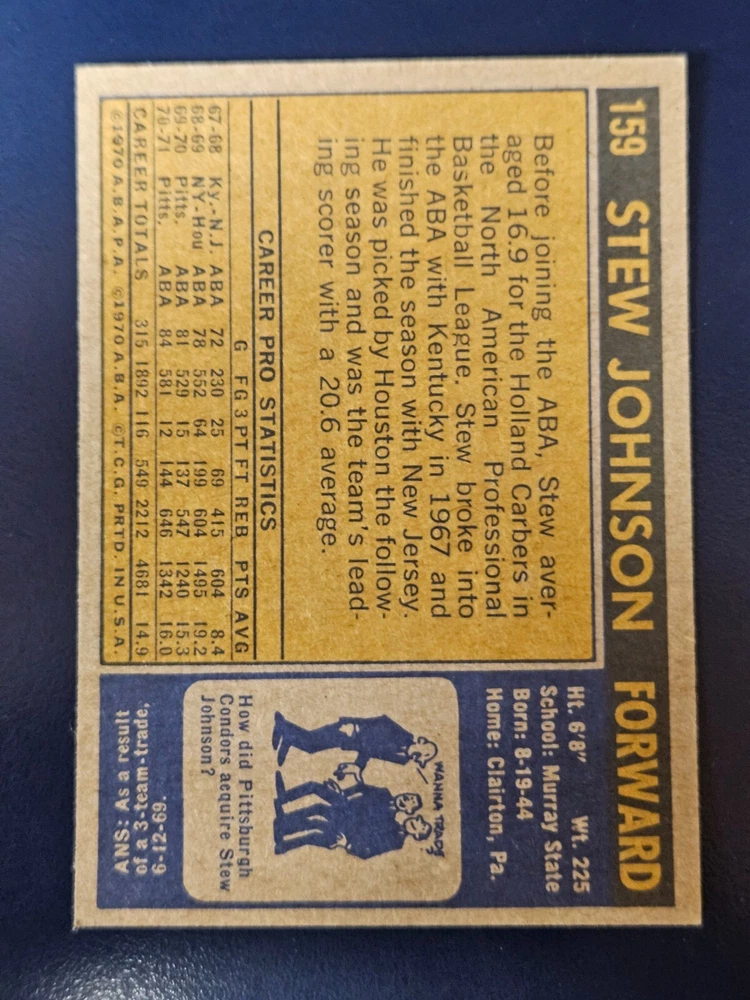 159 STEW JOHNSON FORWARD
Before joining the ABA, Stew aver-
aged 16.9 for the Holland Carbers in
the North American Professional
Basketball League. Stew broke into
the ABA with Kentucky in 1967 and
finished the season with New Jersey.
He was picked by Houston the follow-
ing season and was the team's lead-
ing scorer with a 20.6 average.
CAREER PRO STATISTICS
G FG 3PT FT REB PTS AVG
67-68 Ky.-N.J. ABA 72 230 25 69 415 604 8.4
68-69 NY-Hou ABA 78 552 64 199 604 1495 19.2
69-70 Pitts. ABA 81 529 15 137 547 1240 15.3
70-71 Pitts. ABA 84 581 12 144 646 1342 16.0
CAREER TOTALS 315 1892 116 549 2212 4681 14.9
©1970 A.B.A.P.A. ©1970 A.B.A. ©T.C.G. PRTD. IN U.S.A.
Ht. 6'8" Wt. 225
School: Murray State
Born: 8-19-44
Home: Clairton, Pa.
WANNA TRADE?
How did Pittsburgh
Condors acquire Stew
Johnson?
ANS: As a result
of a 3-team-trade,
6-12-69.